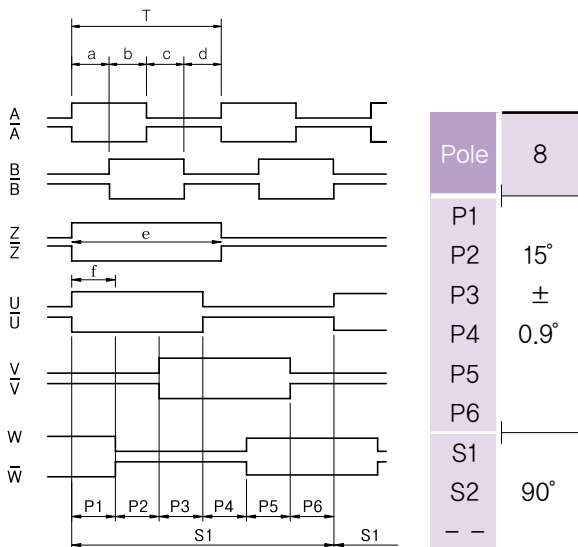 T
a b c d
A
A
B
B
Z
Z
e
f
U
U
V
V
W
W
P1 P2 P3 P4 P5 P6
S1 S1
Pole 8
P1
P2 15°
P3 ±
P4 0.9°
P5
P6
S1
S2 90°
– –